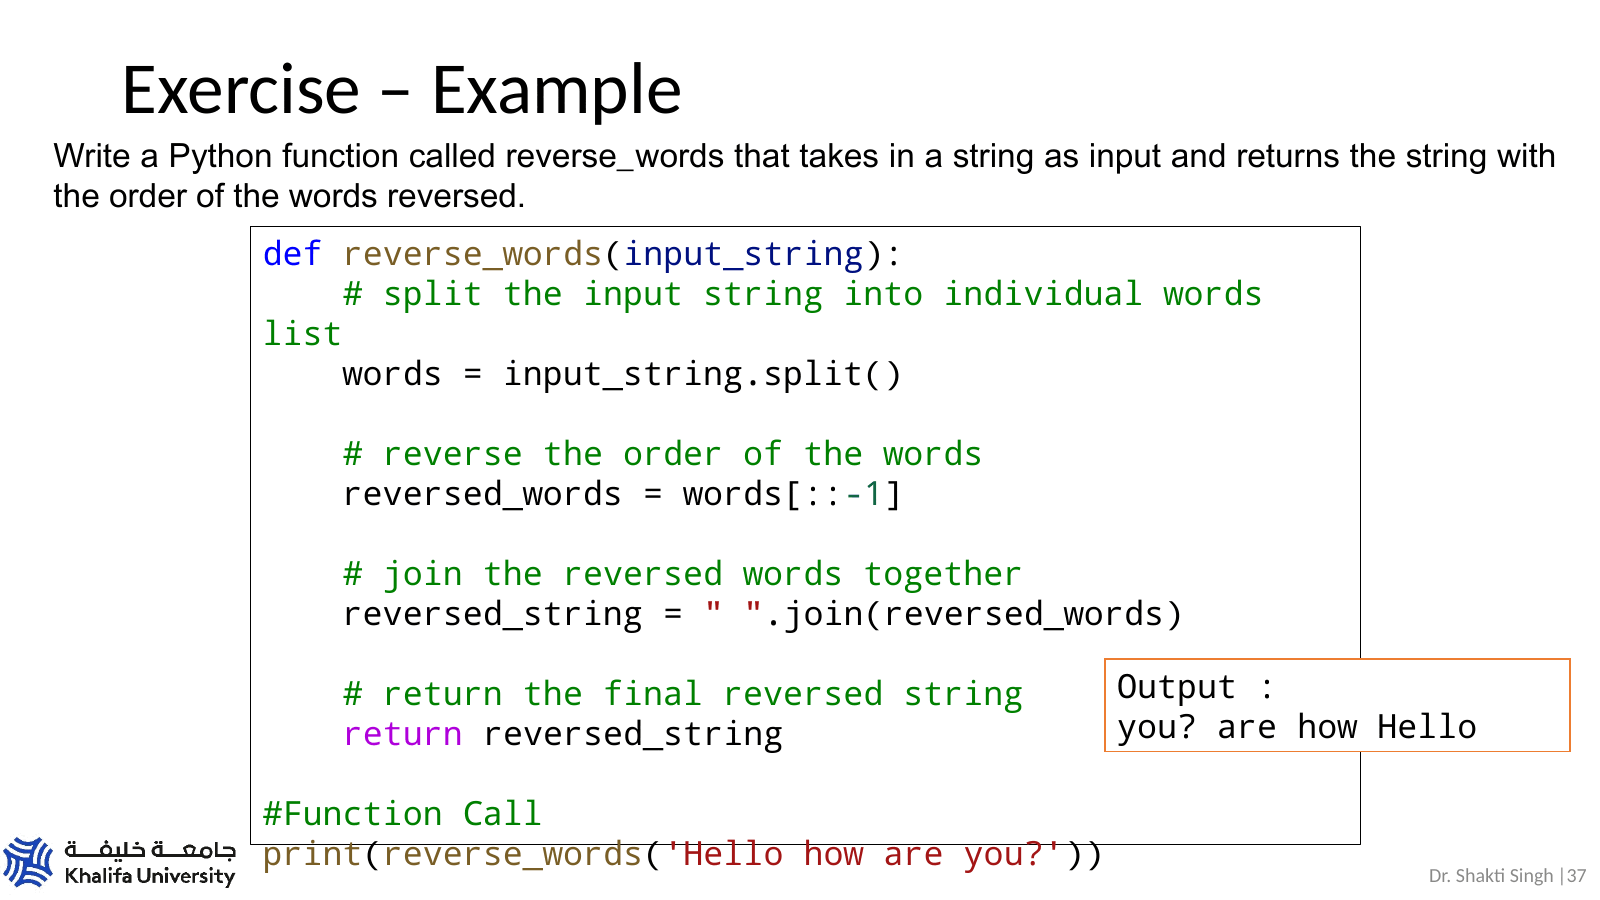 Exercise – Example
Write a Python function called reverse_words that takes in a string as input and returns the string with
the order of the words reversed.
def reverse_words(input_string):
    # split the input string into individual words
list
    words = input_string.split()
    # reverse the order of the words
    reversed_words = words[::-1]
    # join the reversed words together
    reversed_string = " ".join(reversed_words)
    # return the final reversed string
    return reversed_string
Output :
you? are how Hello
#Function Call
print(reverse_words('Hello how are you?'))
جامعـــة خليفـــة
Khalifa University
Dr. Shakti Singh |37